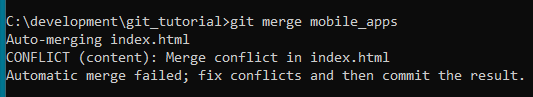 C:\development\git_tutorial>git merge mobile_apps
Auto-merging index.html
CONFLICT (content): Merge conflict in index.html
Automatic merge failed; fix conflicts and then commit the result.